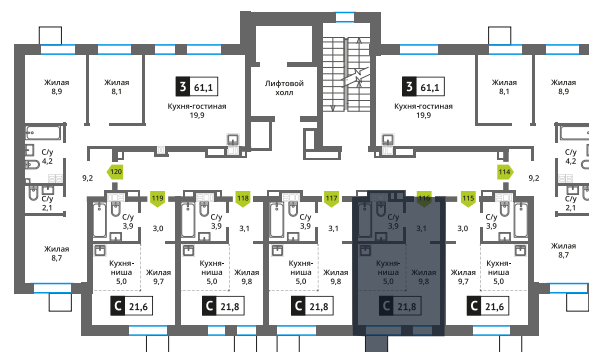 Жилая
8,9
Жилая
8,1
3 61,1
Кухня-гостиная
19,9
Лифтовой
холл
3 61,1
Кухня-гостиная
19,9
Жилая
8,1
Жилая
8,9
С/у
4,2
9,2
120
114
9,2
С/у
4,2
С/у
2,1
119
118
117
116
115
С/у
2,1
С/у
3,9
3,0
С/у
3,9
3,1
С/у
3,9
3,1
С/у
3,9
3,1
3,0
С/у
3,9
Жилая
8,7
Жилая
8,7
Кухня-
ниша
5,0
Жилая
9,7
Кухня-
ниша
5,0
Жилая
9,8
Кухня-
ниша
5,0
Жилая
9,8
Кухня-
ниша
5,0
Жилая
9,8
Жилая
9,7
Кухня-
ниша
5,0
С 21,6
С 21,8
С 21,8
С 21,8
С 21,6